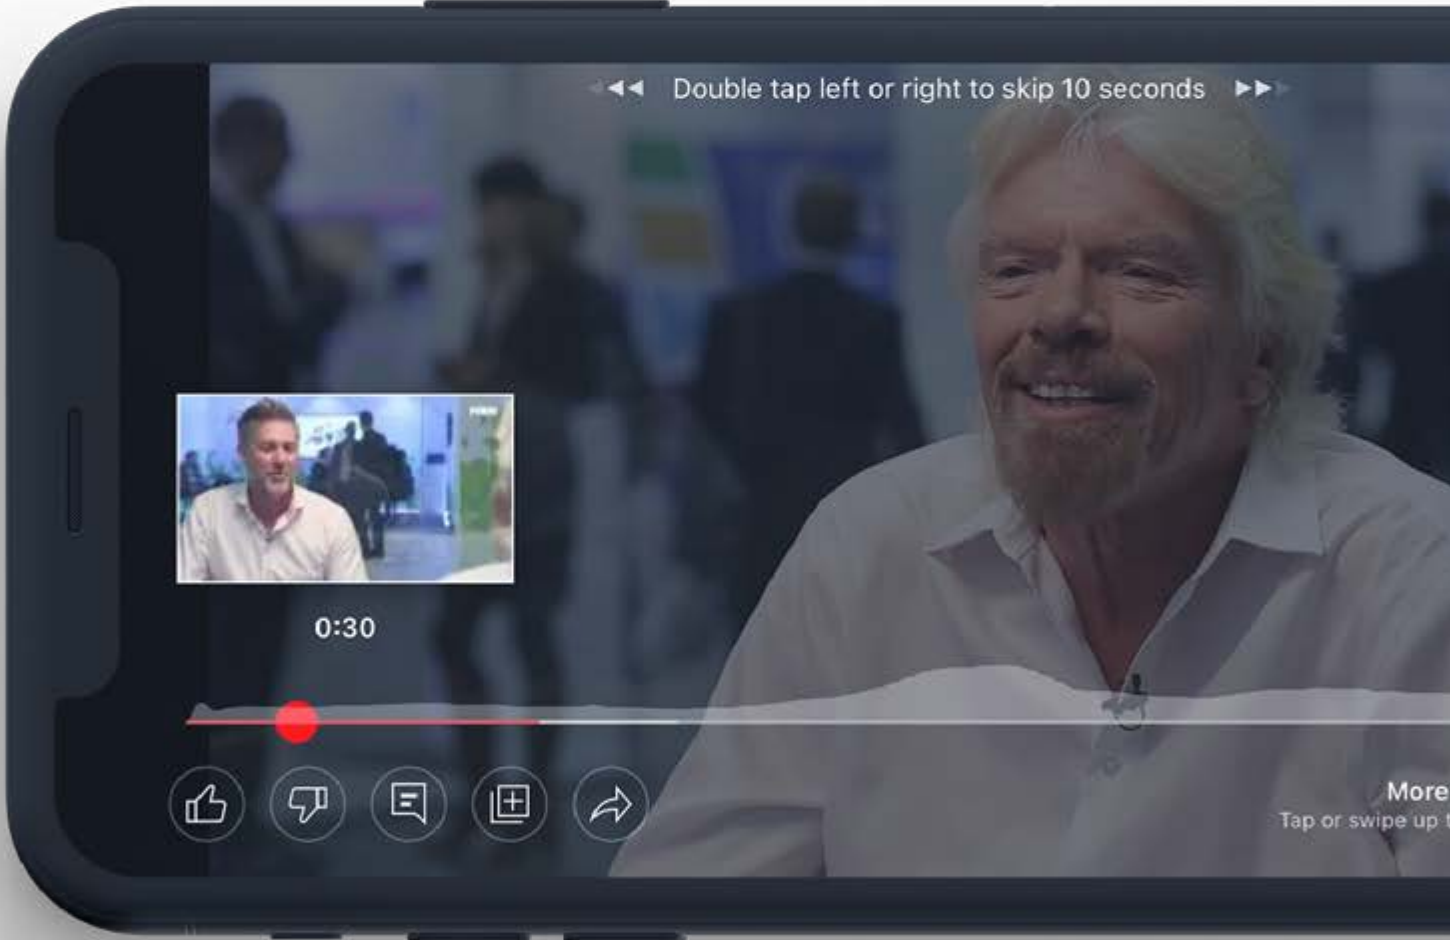 Double tap left or right to skip 10 seconds
0:30
More
Tap or swipe up t